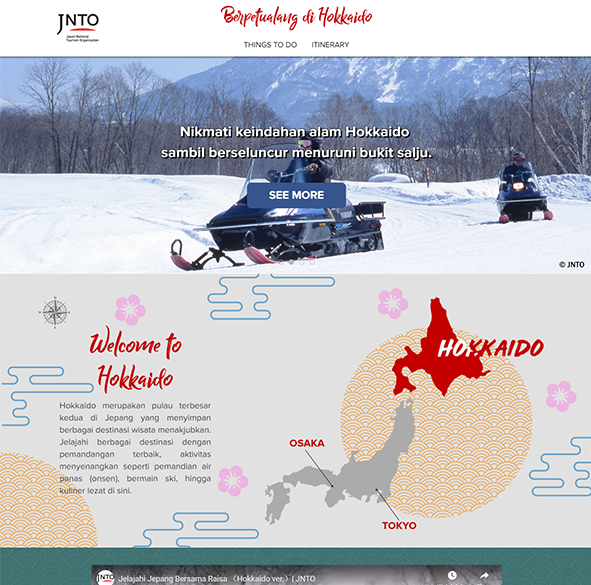 JNTO
Japan National
Tourism Organization
Berpetualang di Hokkaido
THINGS TO DO
ITINERARY
Nikmati keindahan alam Hokkaido
sambil berseluncur menuruni bukit salju.
SEE MORE
© JNTO
Welcome to
Hokkaido
Hokkaido merupakan pulau terbesar
kedua di Jepang yang menyimpan
berbagai destinasi wisata menakjubkan.
Jelajahi berbagai destinasi dengan
pemandangan terbaik, aktivitas
menyenangkan seperti pemandian air
panas (onsen), bermain ski, hingga
kuliner lezat di sini.
HOKKAIDO
OSAKA
TOKYO
JNTO
Jelajahi Jepang Bersama Raisa （Hokkaido ver.）| JNTO